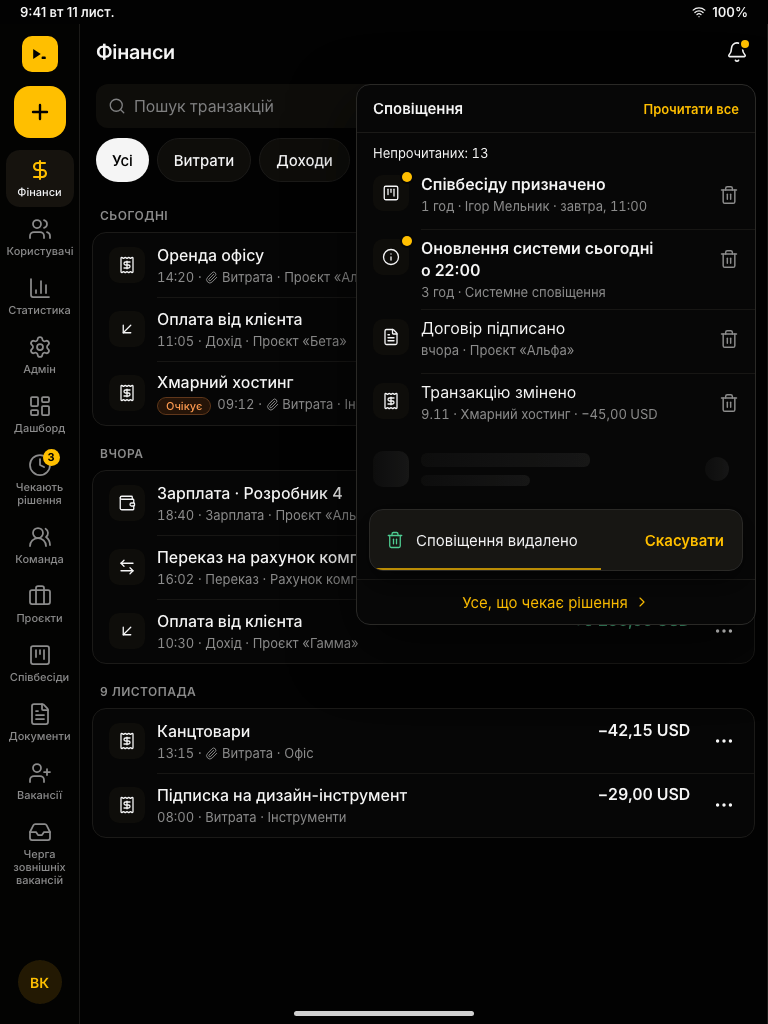 9:41 вт 11 лист.
100%
Фінанси
Пошук транзакцій
Усі
Витрати
Доходи
Фінанси
Користувачі
Статистика
Адмін
Дашборд
3
Чекають
рішення
Команда
Проєкти
Співбесіди
Документи
Вакансії
Черга
зовнішніх
вакансій
ВК
СЬОГОДНІ
Оренда офісу
14:20 · Витрата · Проєкт
Оплата від клієнта
11:05 · Дохід · Проєкт «Бета»
Хмарний хостинг
Очікує 09:12 · Витрата ·
ВЧОРА
Зарплата · Розробник 4
18:40 · Зарплата · Проєкт
Переказ на рахунок
16:02 · Переказ · Рахунок
Оплата від клієнта
10:30 · Дохід · Проєкт «Гамма»
9 ЛИСТОПАДА
Канцтовари
−42,15 USD
13:15 · Витрата · Офіс
Підписка на дизайн-інструмент
−29,00 USD
08:00 · Витрата · Інструменти
Сповіщення
Прочитати все
Непрочитаних: 13
Співбесіду призначено
1 год · Ігор Мельник · завтра, 11:00
Оновлення системи сьогодні
о 22:00
3 год · Системне сповіщення
Договір підписано
вчора · Проєкт «Альфа»
Транзакцію змінено
9.11 · Хмарний хостинг · −45,00 USD
Сповіщення видалено
Скасувати
Усе, що чекає рішення